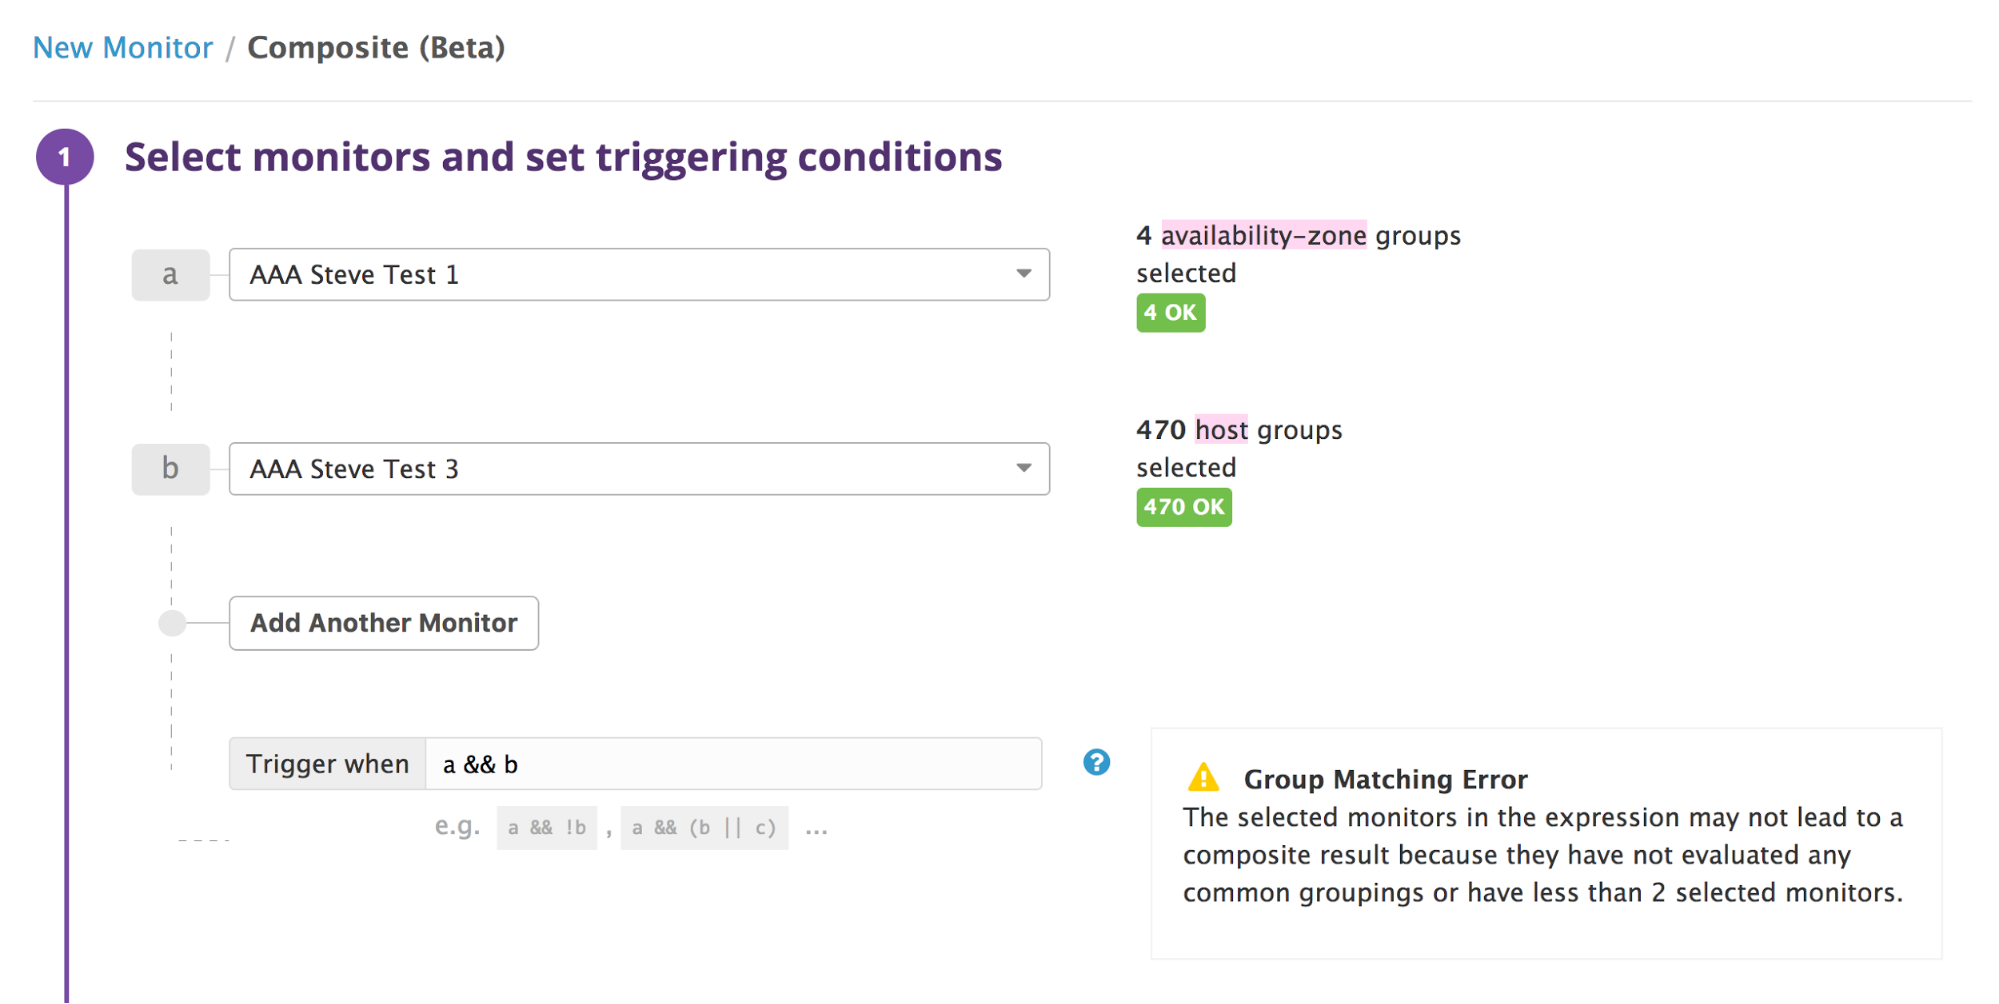 New Monitor / Composite (Beta)
1 Select monitors and set triggering conditions
a AAA Steve Test 1
4 availability-zone groups
selected
4 OK
b AAA Steve Test 3
470 host groups
selected
470 OK
Add Another Monitor
Trigger when a && b ?
e.g. a && !b , a && (b || c) ...
Group Matching Error
The selected monitors in the expression may not lead to a
composite result because they have not evaluated any
common groupings or have less than 2 selected monitors.